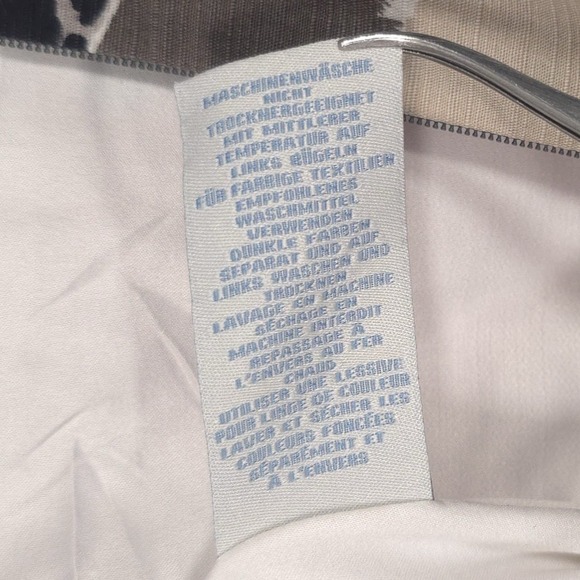 MASCHINENWÄSCHE
NICHT
TROCKNERGEEIGNET
MIT MITTLERER
TEMPERATUR AUF
LINKS BÜGELN
FÜR FARBIGE TEXTILIEN
EMPFOHLENES
WASCHMITTEL
VERWENDEN
DUNKLE FARBEN
SEPARAT UND AUF
LINKS WASCHEN UND
TROCKNEN
LAVAGE EN MACHINE
SÉCHAGE EN
MACHINE INTERDIT
REPASSAGE À
L'ENVERS AU FER
CHAUD
UTILISER UNE LESSIVE
POUR LINGE DE COULEUR
LAVER ET SÉCHER LES
COULEURS FONCÉES
SÉPARÉMENT ET
À L'ENVERS